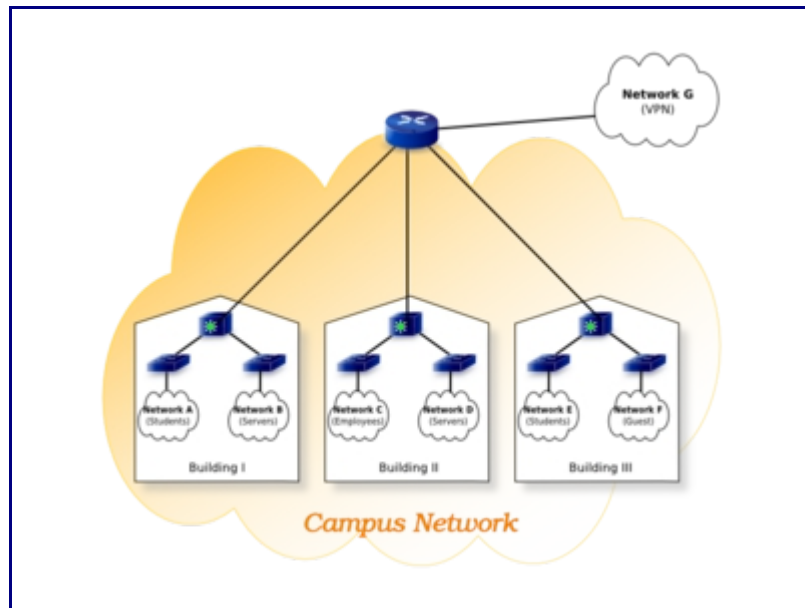 Network G
(VPN)
Network A
(Students)
Network B
(Servers)
Network C
(Employees)
Network D
(Servers)
Network E
(Students)
Network F
(Guest)
Building I
Building II
Building III
Campus Network